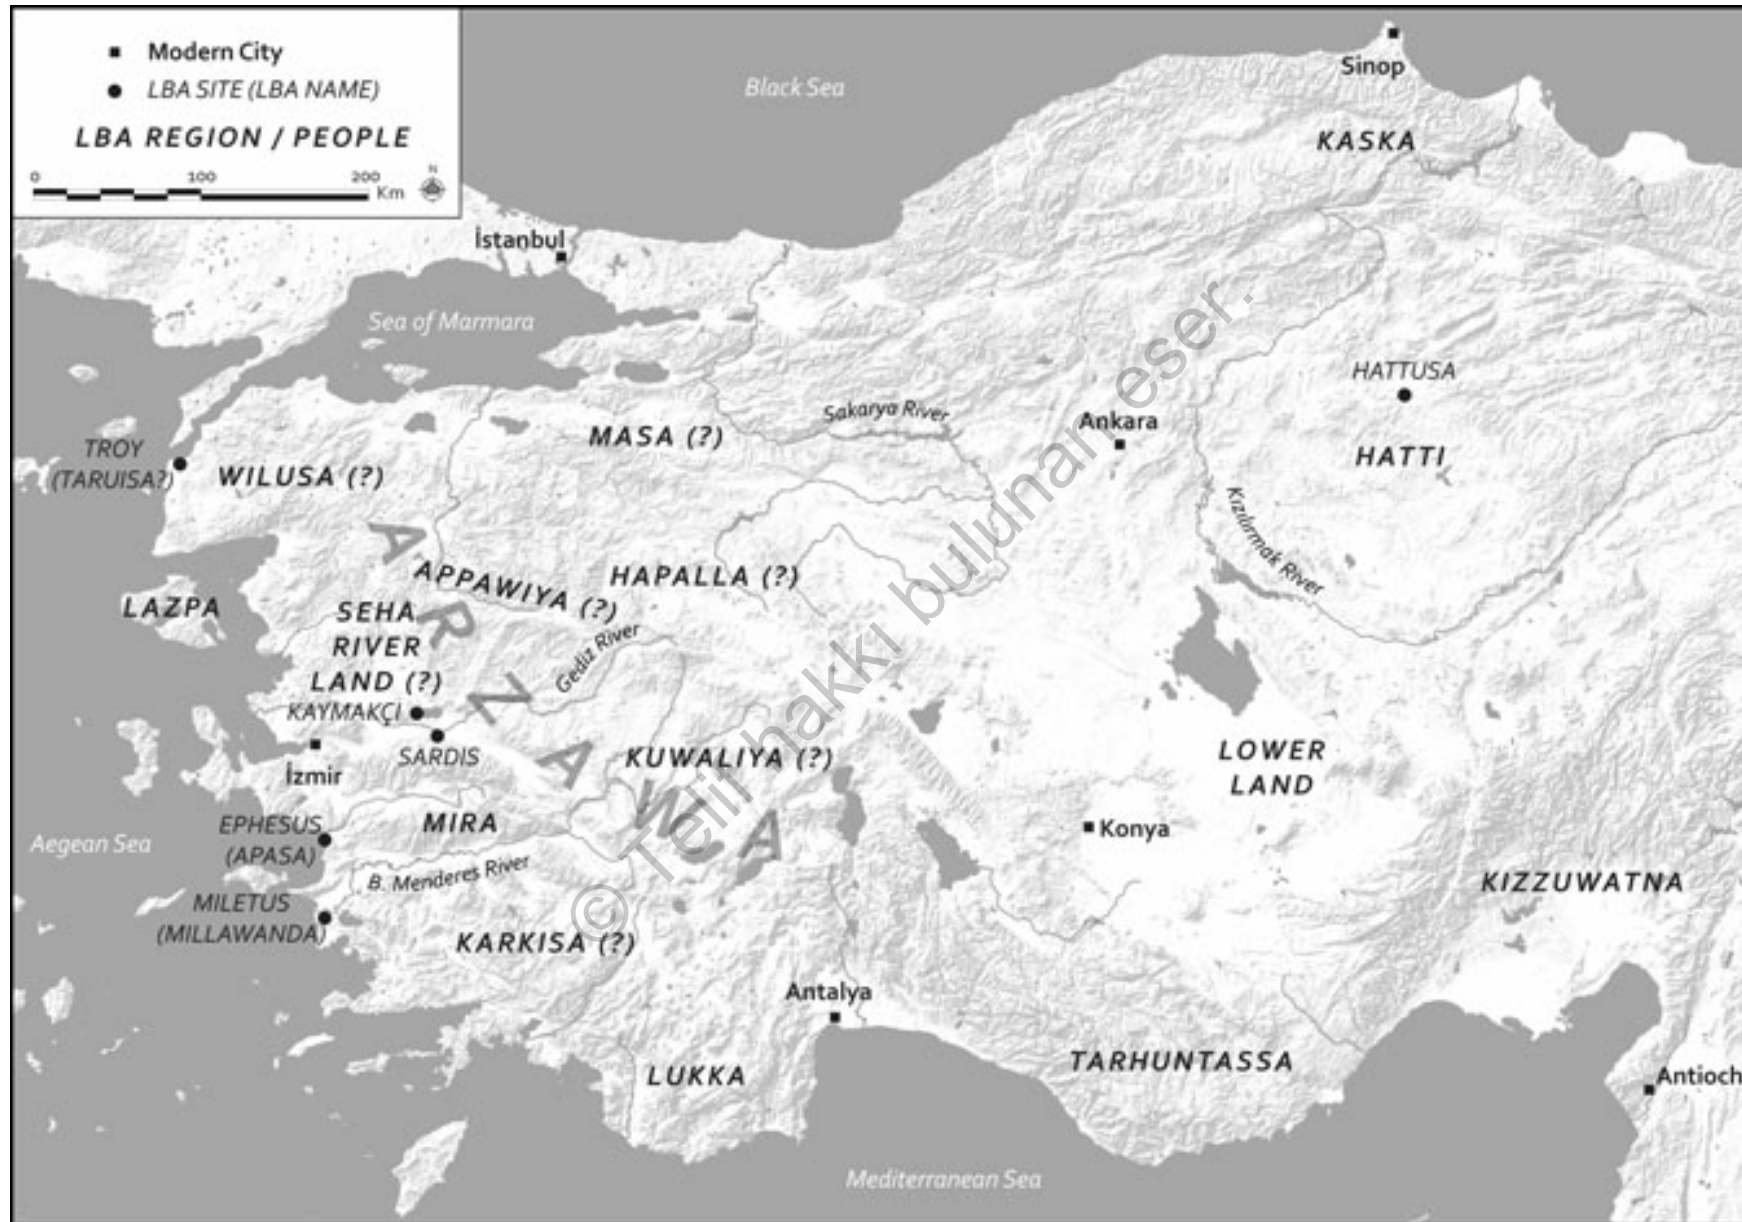 Modern City
LBA SITE (LBA NAME)
LBA REGION / PEOPLE
0 100 200 Km
N
Black Sea
Sinop
KASKA
İstanbul
Sea of Marmara
HATTUSA
HATTI
Sakarya River
Ankara
MASA (?)
TROY
(TARUISA?)
WILUSA (?)
Kızılırmak River
ARZAWA
APPAWIYA (?)
HAPALLA (?)
LAZPA
SEHA
RIVER
LAND (?)
Gediz River
KAYMAKÇI
SARDIS
İzmir
KUWALIYA (?)
LOWER
LAND
EPHESUS
(APASA)
MIRA
Konya
Aegean Sea
B. Menderes River
MILETUS
(MILLAWANDA)
KARKISA (?)
KIZZUWATNA
Antalya
LUKKA
TARHUNTASSA
Antioch
Mediterranean Sea
© Telif hakkı bulunan eser.